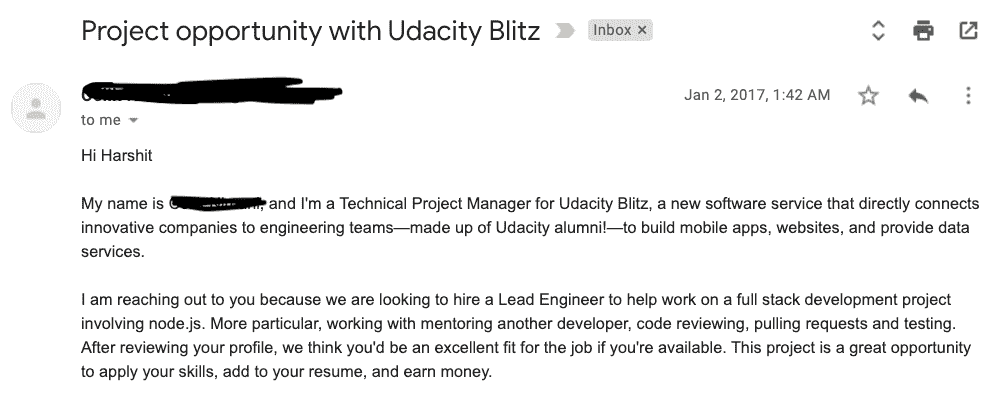 Project opportunity with Udacity Blitz
Inbox x
Jan 2, 2017, 1:42 AM
to me
Hi Harshit
My name is and I'm a Technical Project Manager for Udacity Blitz, a new software service that directly connects
innovative companies to engineering teams—made up of Udacity alumni!—to build mobile apps, websites, and provide data
services.
I am reaching out to you because we are looking to hire a Lead Engineer to help work on a full stack development project
involving node.js. More particular, working with mentoring another developer, code reviewing, pulling requests and testing.
After reviewing your profile, we think you'd be an excellent fit for the job if you're available. This project is a great opportunity
to apply your skills, add to your resume, and earn money.